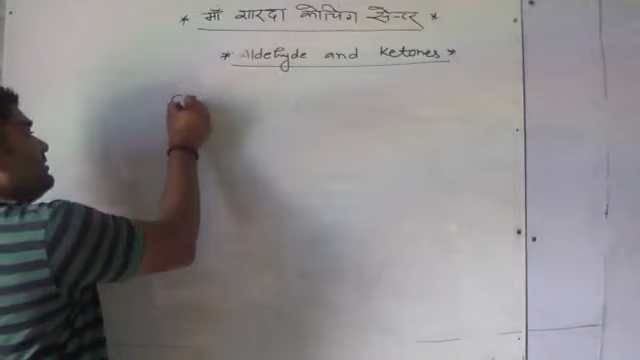 * माँ शारदा कोचिंग सेन्टर *
* Aldehyde and Ketones *